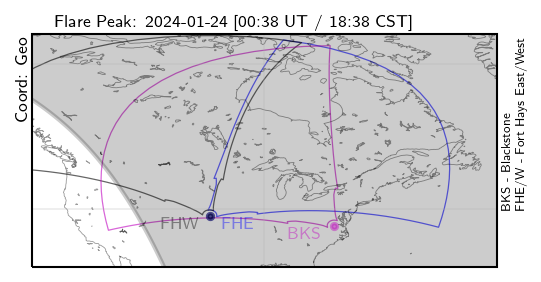 Flare Peak: 2024-01-24 [00:38 UT / 18:38 CST]
Coord: Geo
FHW
FHE
BKS
BKS - Blackstone
FHE/W - Fort Hays East/West